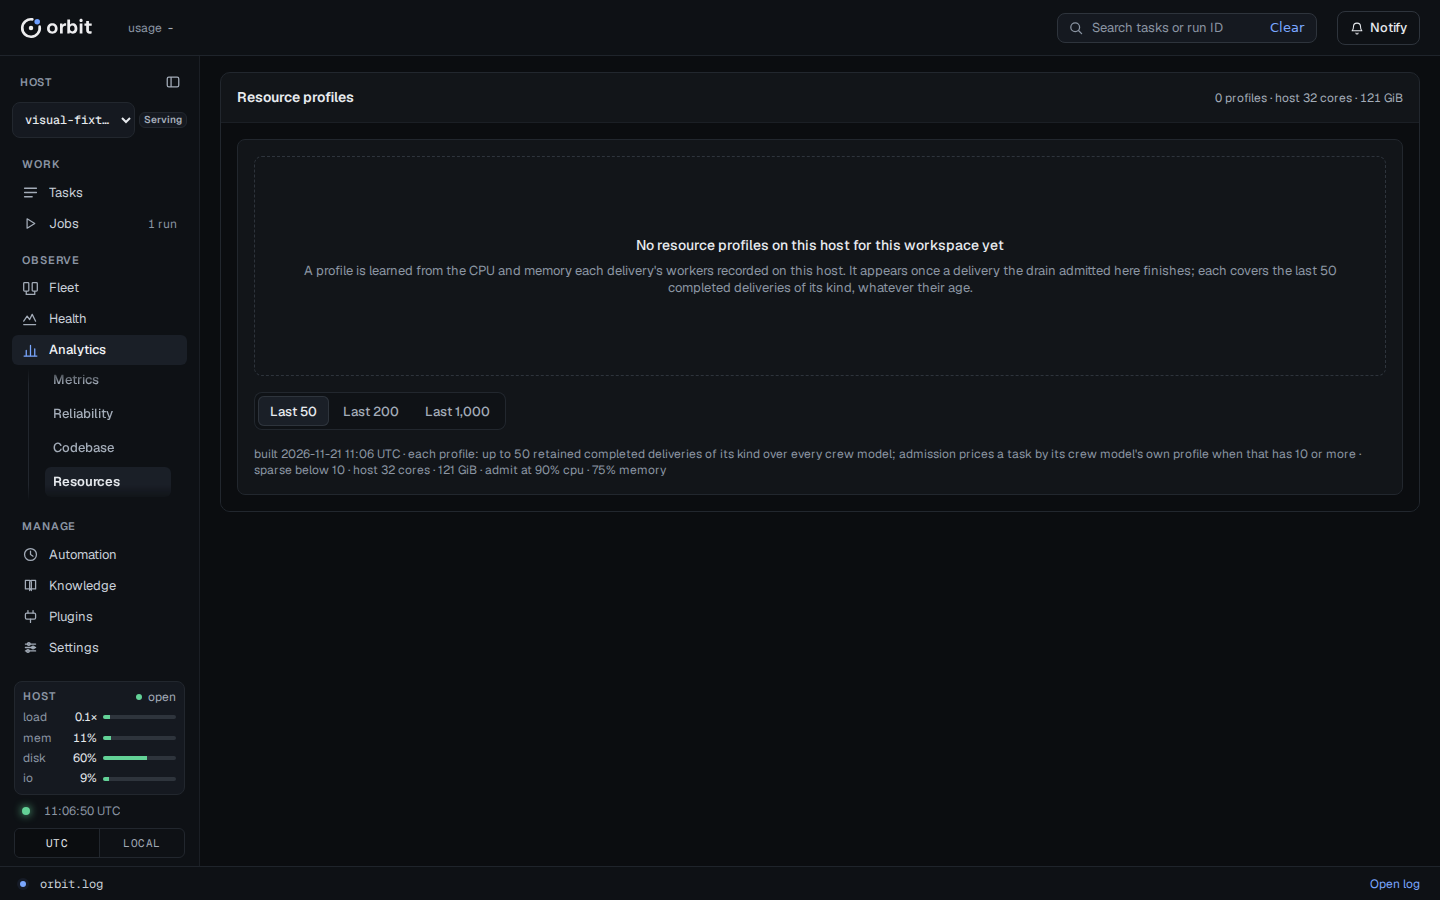 orbit
usage -
Search tasks or run ID
Clear
Notify
HOST
visual-fixt…
Serving
WORK
Tasks
Jobs
1 run
OBSERVE
Fleet
Health
Analytics
Metrics
Reliability
Codebase
Resources
MANAGE
Automation
Knowledge
Plugins
Settings
HOST
open
load 0.1×
mem 11%
disk 60%
io 9%
11:06:50 UTC
UTC
LOCAL
Resource profiles
0 profiles · host 32 cores · 121 GiB
No resource profiles on this host for this workspace yet
A profile is learned from the CPU and memory each delivery's workers recorded on this host. It appears once a delivery the drain admitted here finishes; each covers the last 50
completed deliveries of its kind, whatever their age.
Last 50
Last 200
Last 1,000
built 2026-11-21 11:06 UTC · each profile: up to 50 retained completed deliveries of its kind over every crew model; admission prices a task by its crew model's own profile when that has 10 or more ·
sparse below 10 · host 32 cores · 121 GiB · admit at 90% cpu · 75% memory
orbit.log
Open log